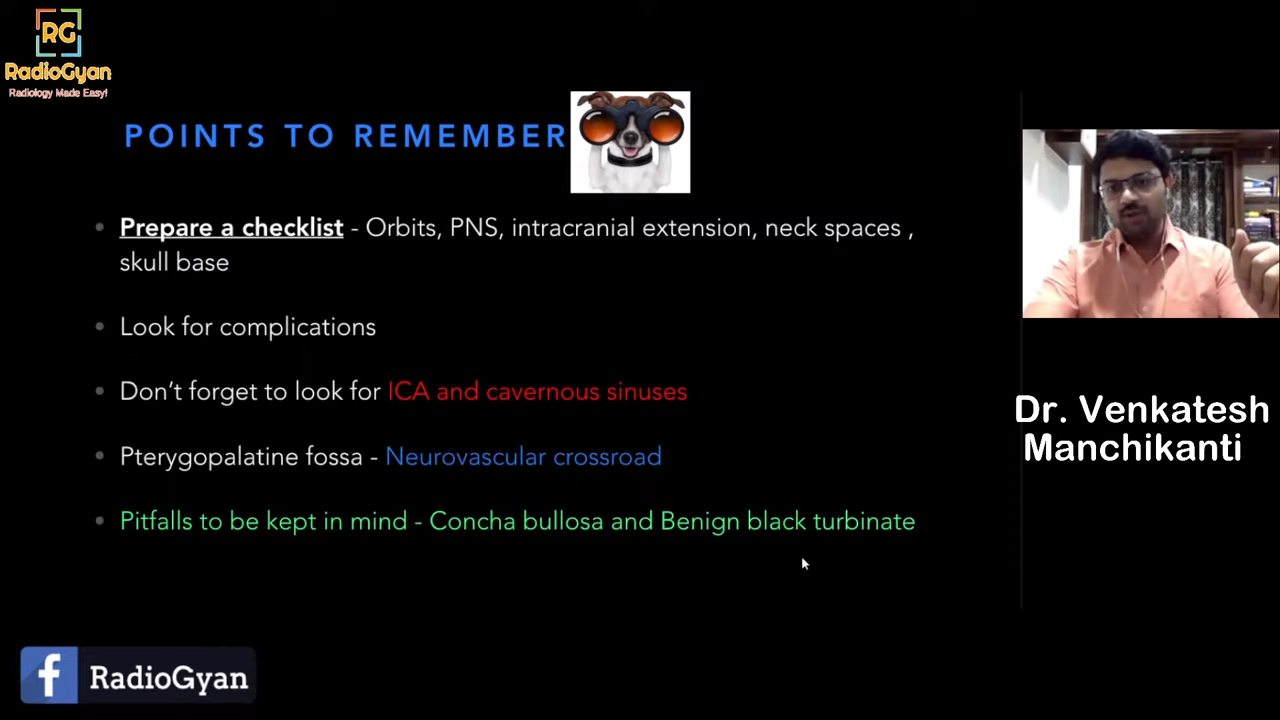 RG
RadioGyan
Radiology Made Easy!
POINTS TO REMEMBER
Prepare a checklist - Orbits, PNS, intracranial extension, neck spaces ,
skull base
Look for complications
Don't forget to look for ICA and cavernous sinuses
Pterygopalatine fossa - Neurovascular crossroad
Pitfalls to be kept in mind - Concha bullosa and Benign black turbinate
Dr. Venkatesh
Manchikanti
f RadioGyan